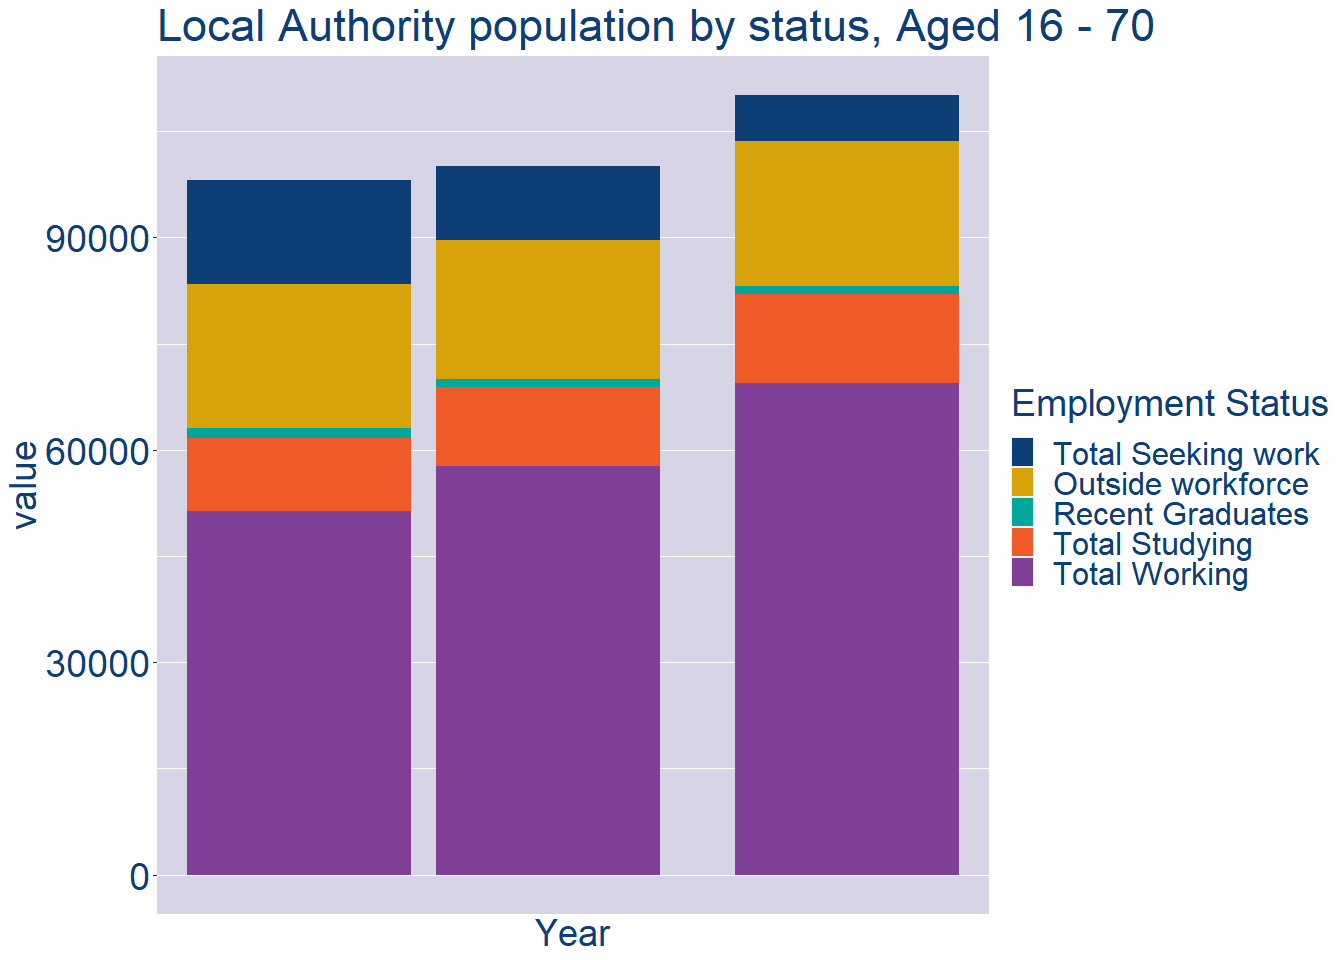 Local Authority population by status, Aged 16 - 70
90000
60000
30000
0
value
Year
Employment Status
Total Seeking work
Outside workforce
Recent Graduates
Total Studying
Total Working